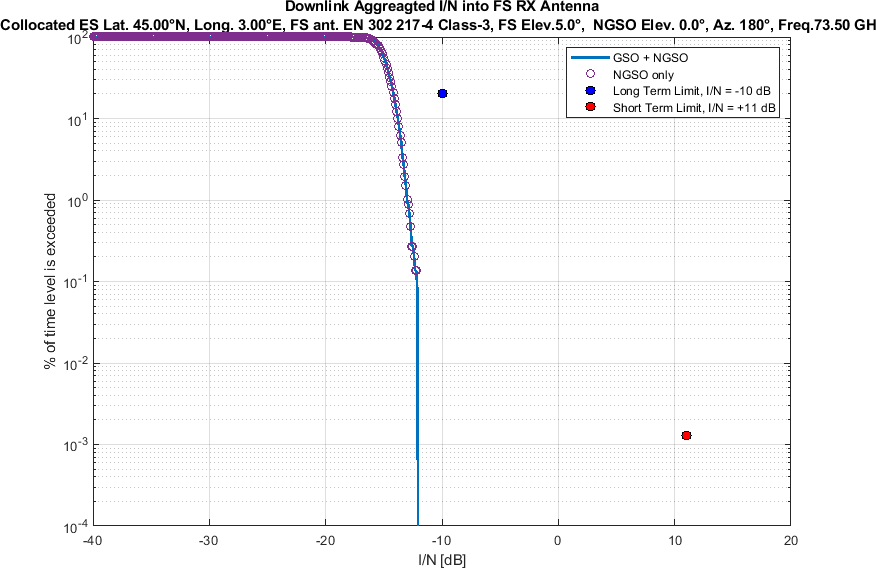 Downlink Aggreagted I/N into FS RX Antenna
Collocated ES Lat. 45.00°N, Long. 3.00°E, FS ant. EN 302 217-4 Class-3, FS Elev.5.0°, NGSO Elev. 0.0°, Az. 180°, Freq.73.50 GH
GSO + NGSO
NGSO only
Long Term Limit, I/N = -10 dB
Short Term Limit, I/N = +11 dB
% of time level is exceeded
10^2
10^1
10^0
10^-1
10^-2
10^-3
10^-4
-40 -30 -20 -10 0 10 20
I/N [dB]